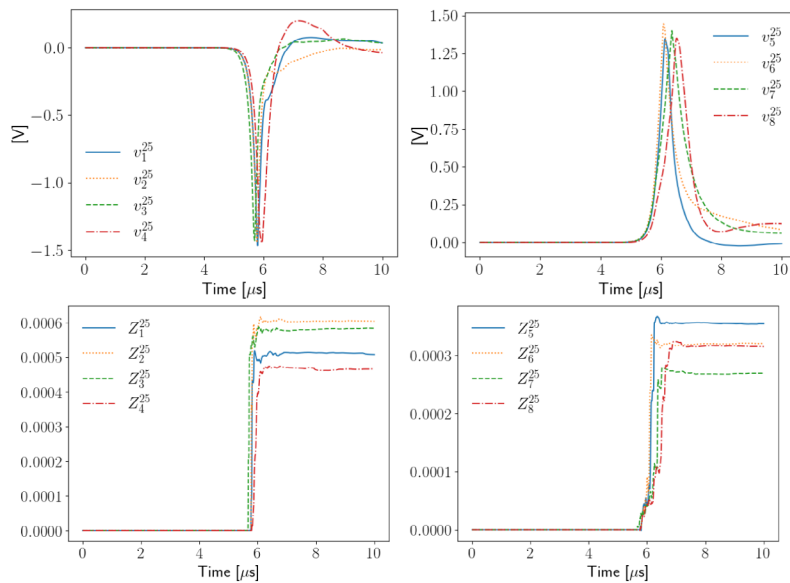 0.0
−0.5
−1.0
−1.5
[V]
v_1^25
v_2^25
v_3^25
v_4^25
0 2 4 6 8 10
Time [μs]
1.50
1.25
1.00
0.75
0.50
0.25
0.00
[V]
v_5^25
v_6^25
v_7^25
v_8^25
0 2 4 6 8 10
Time [μs]
0.0006
0.0005
0.0004
0.0003
0.0002
0.0001
0.0000
Z_1^25
Z_2^25
Z_3^25
Z_4^25
0 2 4 6 8 10
Time [μs]
0.0003
0.0002
0.0001
0.0000
Z_5^25
Z_6^25
Z_7^25
Z_8^25
0 2 4 6 8 10
Time [μs]